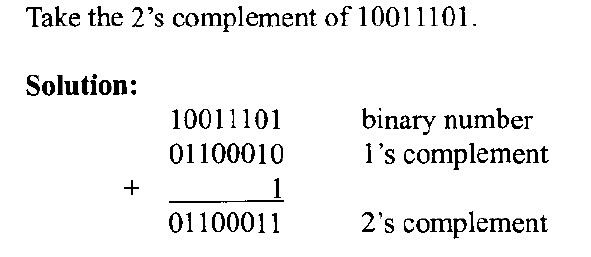 Take the 2's complement of 10011101.
Solution:
10011101 binary number
01100010 1's complement
+ 1
01100011 2's complement